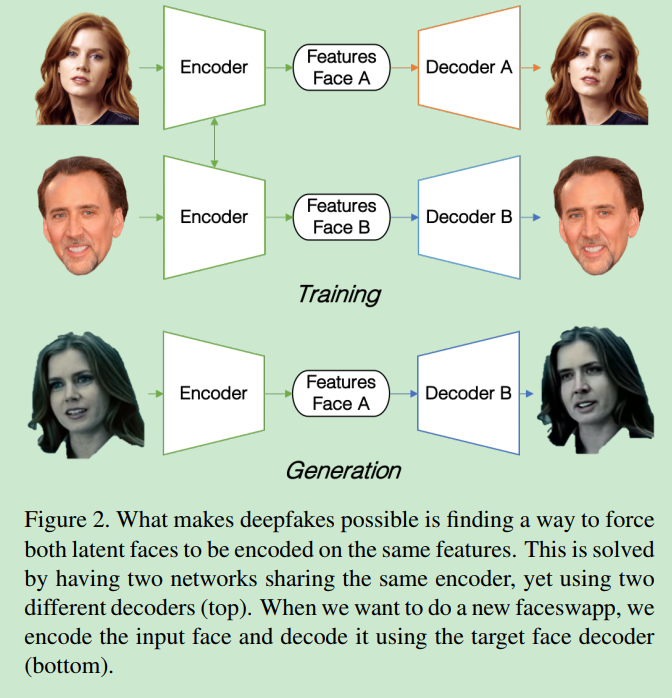 Encoder
Features
Face A
Decoder A
Encoder
Features
Face B
Decoder B
Training
Encoder
Features
Face A
Decoder B
Generation
Figure 2. What makes deepfakes possible is finding a way to force
both latent faces to be encoded on the same features. This is solved
by having two networks sharing the same encoder, yet using two
different decoders (top). When we want to do a new faceswapp, we
encode the input face and decode it using the target face decoder
(bottom).